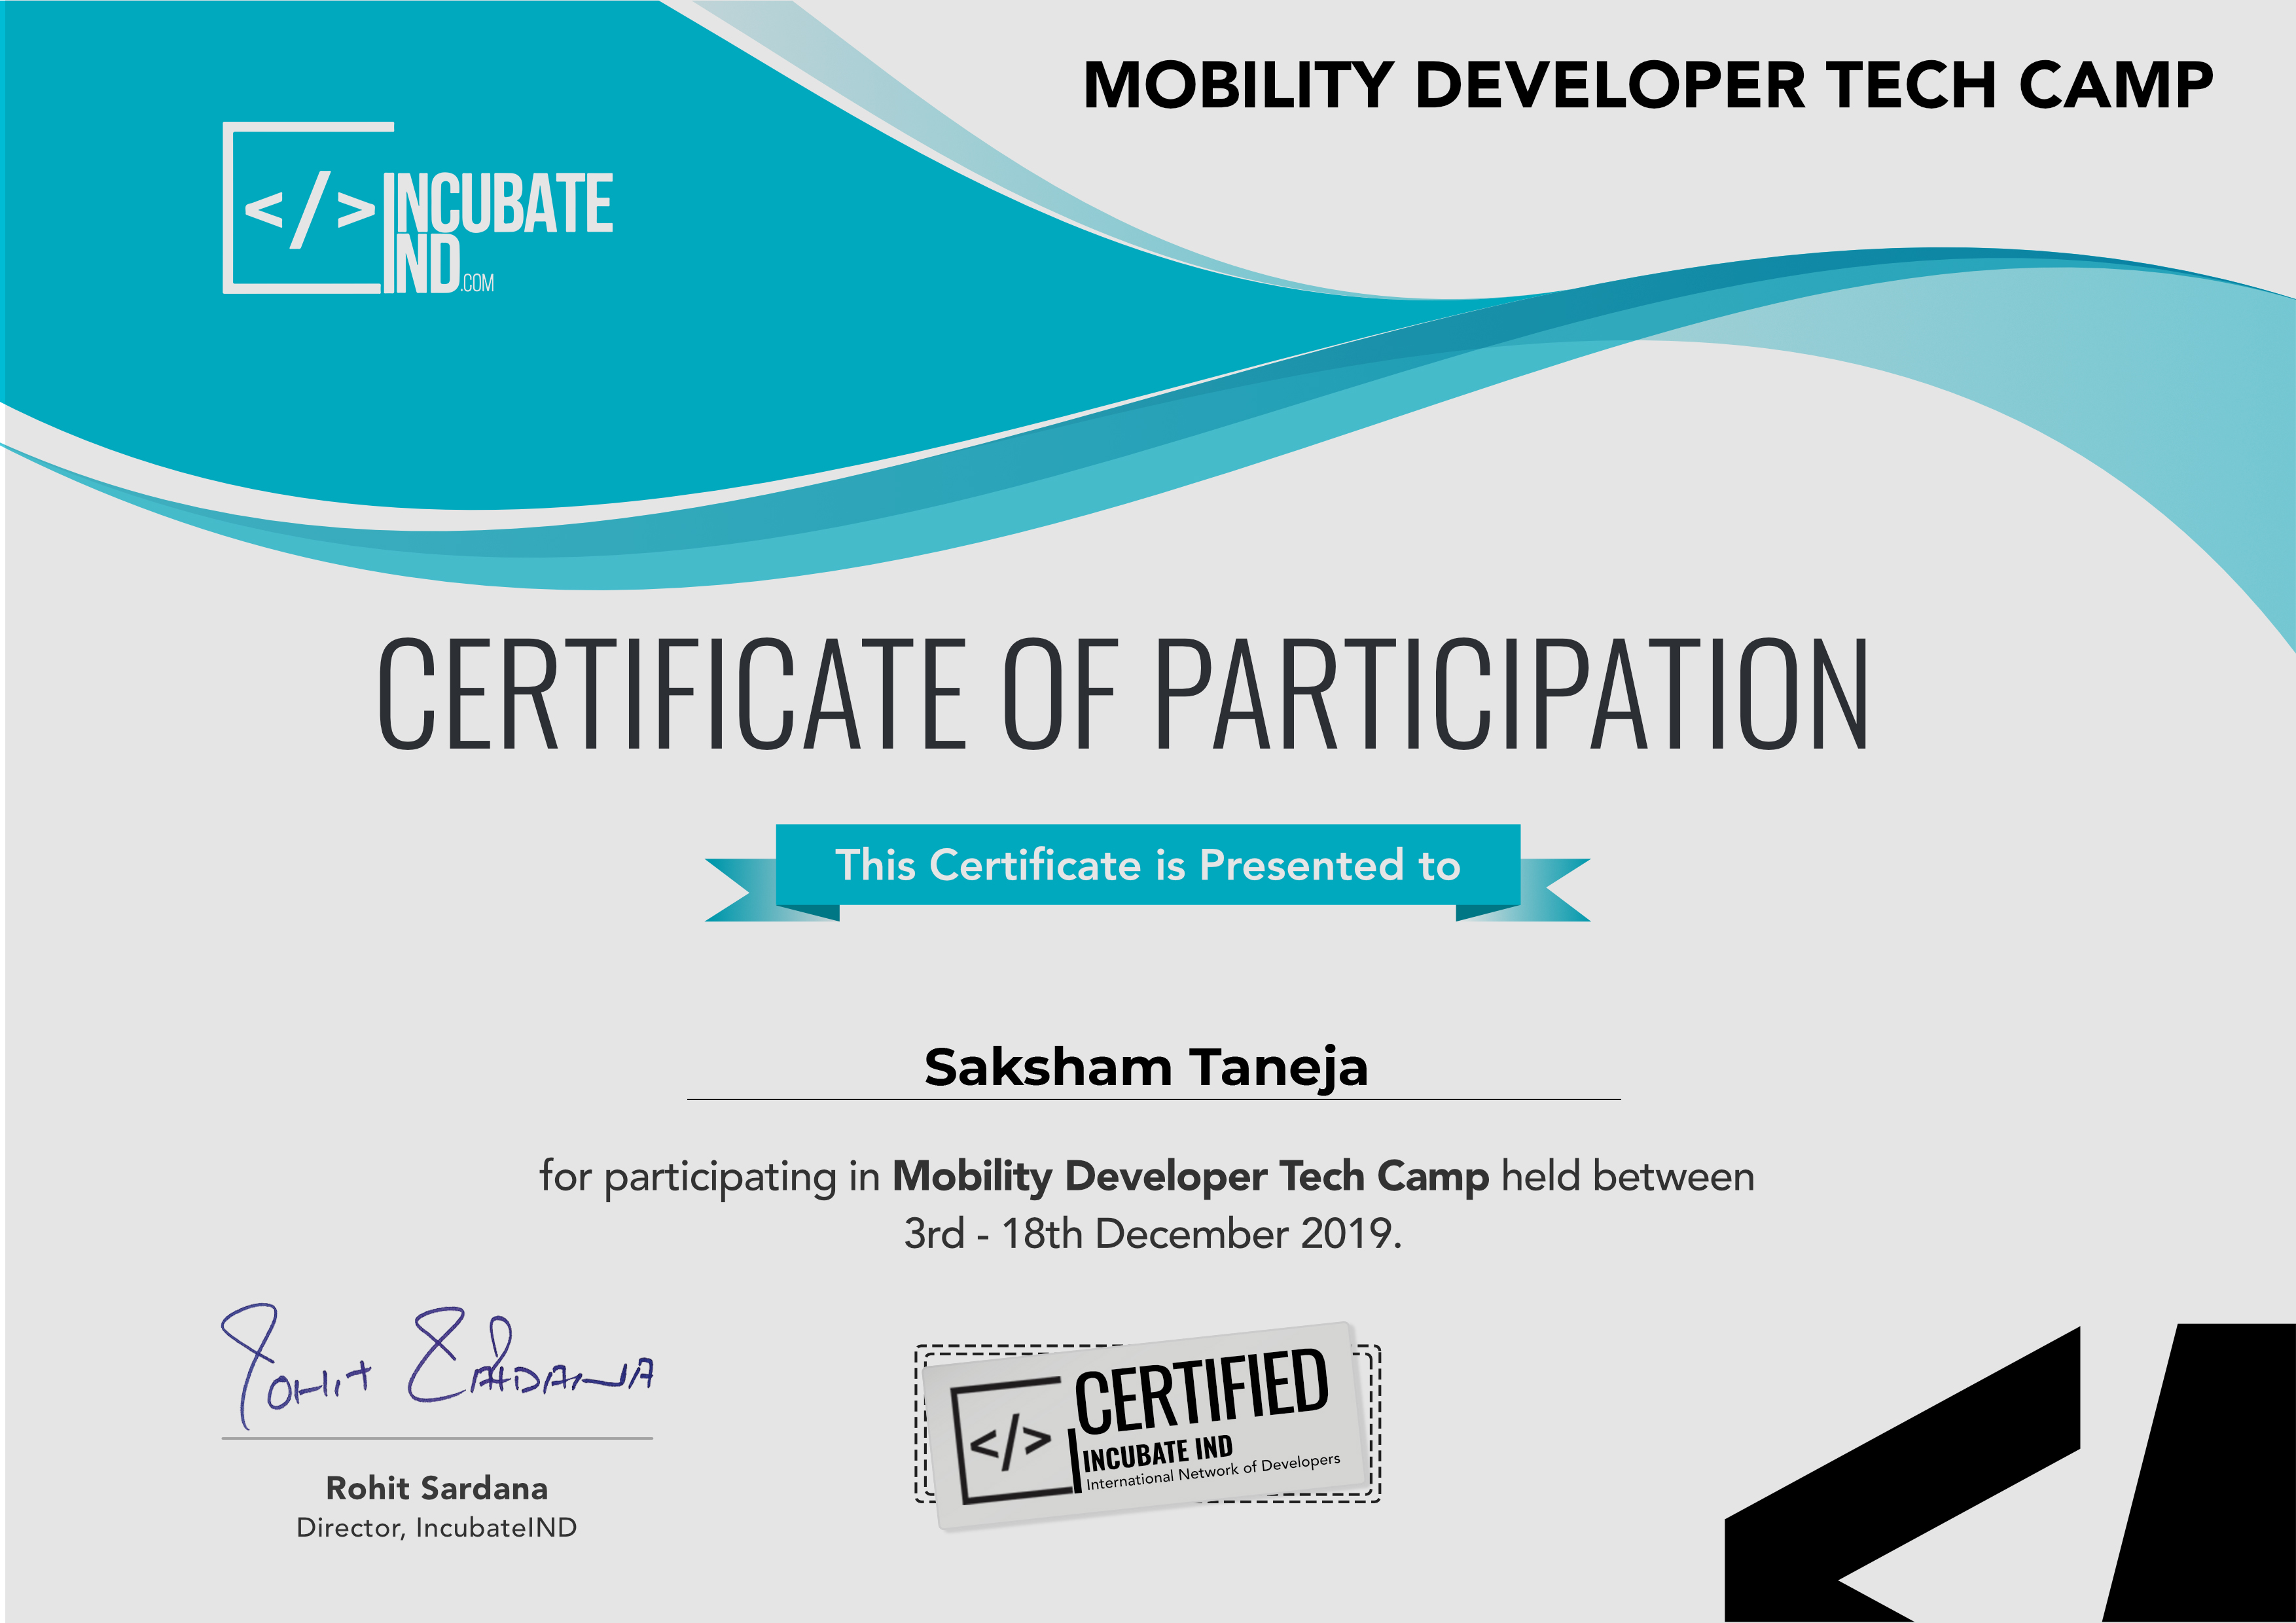 MOBILITY DEVELOPER TECH CAMP
</> INCUBATE
IND.COM
CERTIFICATE OF PARTICIPATION
This Certificate is Presented to
Saksham Taneja
for participating in Mobility Developer Tech Camp held between
3rd - 18th December 2019.
ROHIT SARDANA
Rohit Sardana
Director, IncubateIND
</> CERTIFIED
INCUBATE IND
International Network of Developers